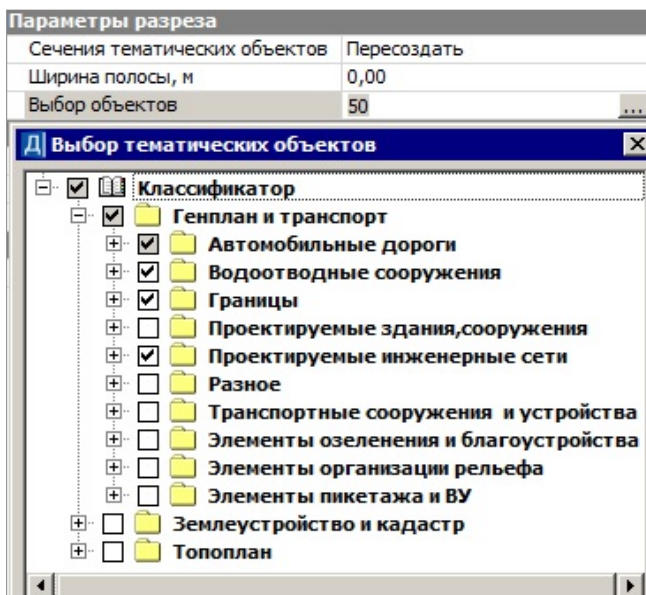 Параметры разреза
Сечения тематических объектов Пересоздать
Ширина полосы, м 0,00
Выбор объектов 50 ...
Д Выбор тематических объектов
Классификатор
Генплан и транспорт
Автомобильные дороги
Водоотводные сооружения
Границы
Проектируемые здания,сооружения
Проектируемые инженерные сети
Разное
Транспортные сооружения и устройства
Элементы озеленения и благоустройства
Элементы организации рельефа
Элементы пикетажа и ВУ
Землеустройство и кадастр
Топоплан